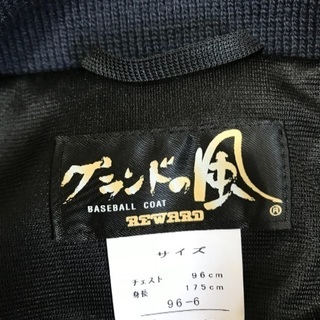 グランドの風
BASEBALL COAT
REWARD ®
サイズ
チェスト 96cm
身長 175cm
96-6